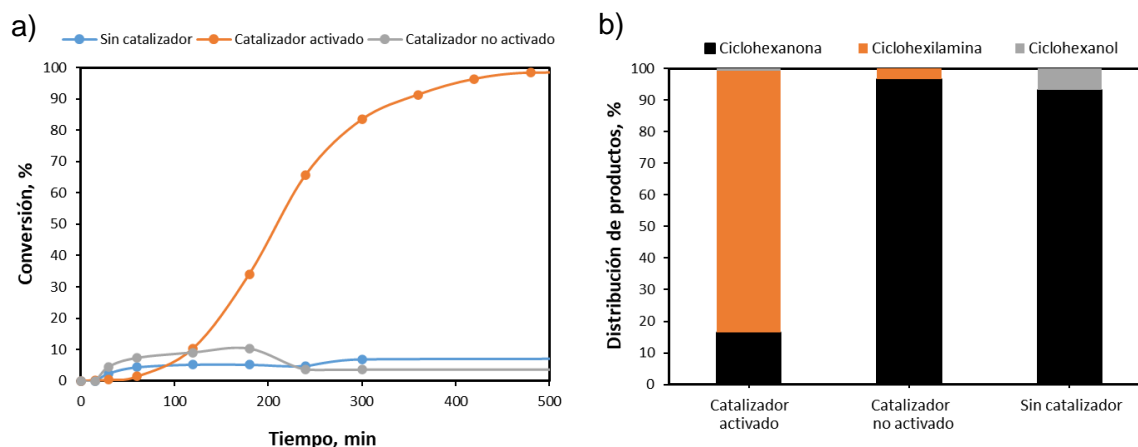 a)
Sin catalizador Catalizador activado Catalizador no activado
Conversión, %
100
90
80
70
60
50
40
30
20
10
0
0 100 200 300 400 500
Tiempo, min
b)
Ciclohexanona Ciclohexilamina Ciclohexanol
Distribución de productos, %
100
90
80
70
60
50
40
30
20
10
0
Catalizador
activado
Catalizador
no activado
Sin catalizador